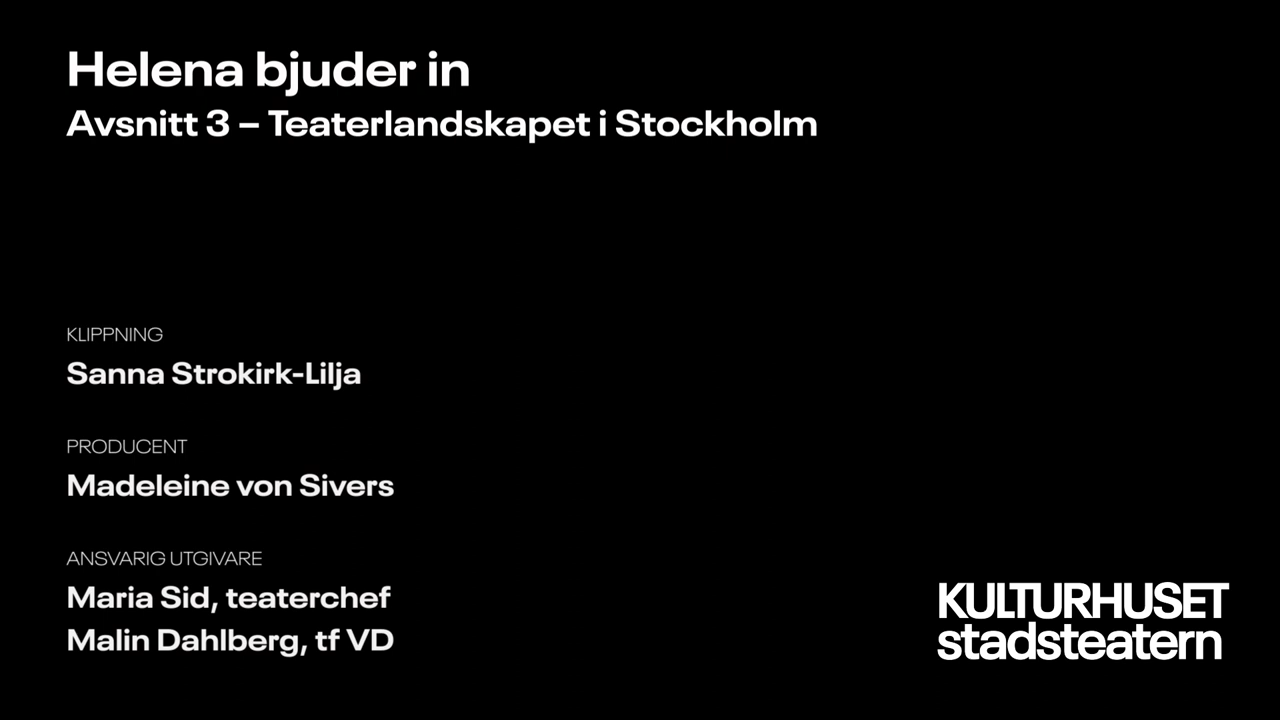 Helena bjuder in
Avsnitt 3 – Teaterlandskapet i Stockholm
KLIPPNING
Sanna Strokirk-Lilja
PRODUCENT
Madeleine von Sivers
ANSVARIG UTGIVARE
Maria Sid, teaterchef
Malin Dahlberg, tf VD
KULTURHUSET
stadsteatern